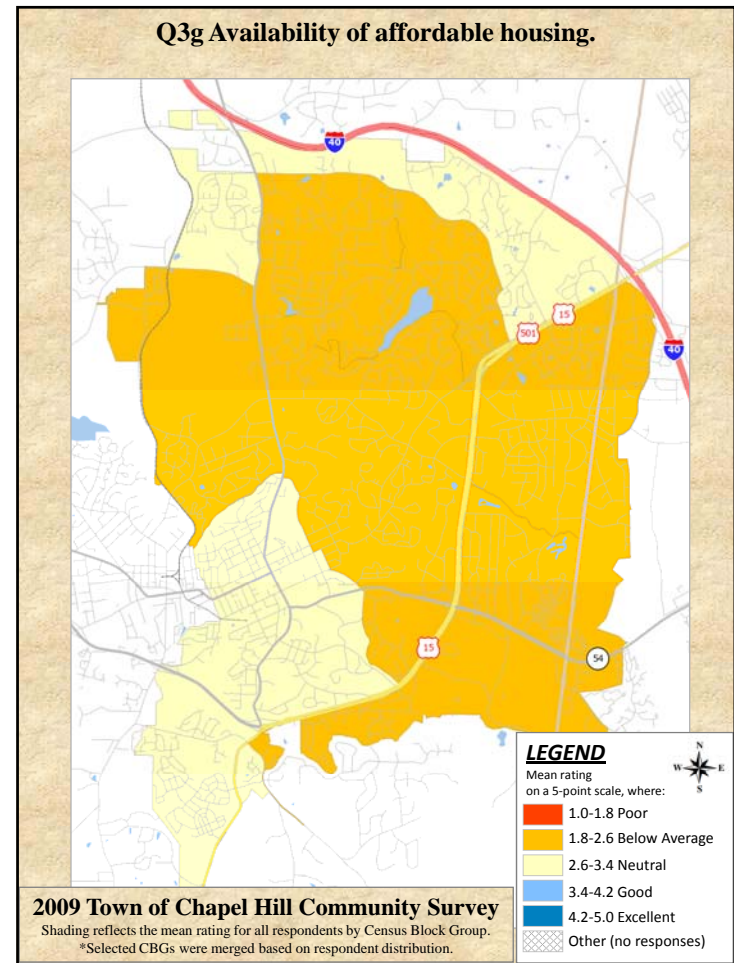 Q3g Availability of affordable housing.
40
15
501
40
15
54
LEGEND
Mean rating
on a 5-point scale, where:
N
W E
S
1.0-1.8 Poor
1.8-2.6 Below Average
2.6-3.4 Neutral
3.4-4.2 Good
4.2-5.0 Excellent
Other (no responses)
2009 Town of Chapel Hill Community Survey
Shading reflects the mean rating for all respondents by Census Block Group.
*Selected CBGs were merged based on respondent distribution.